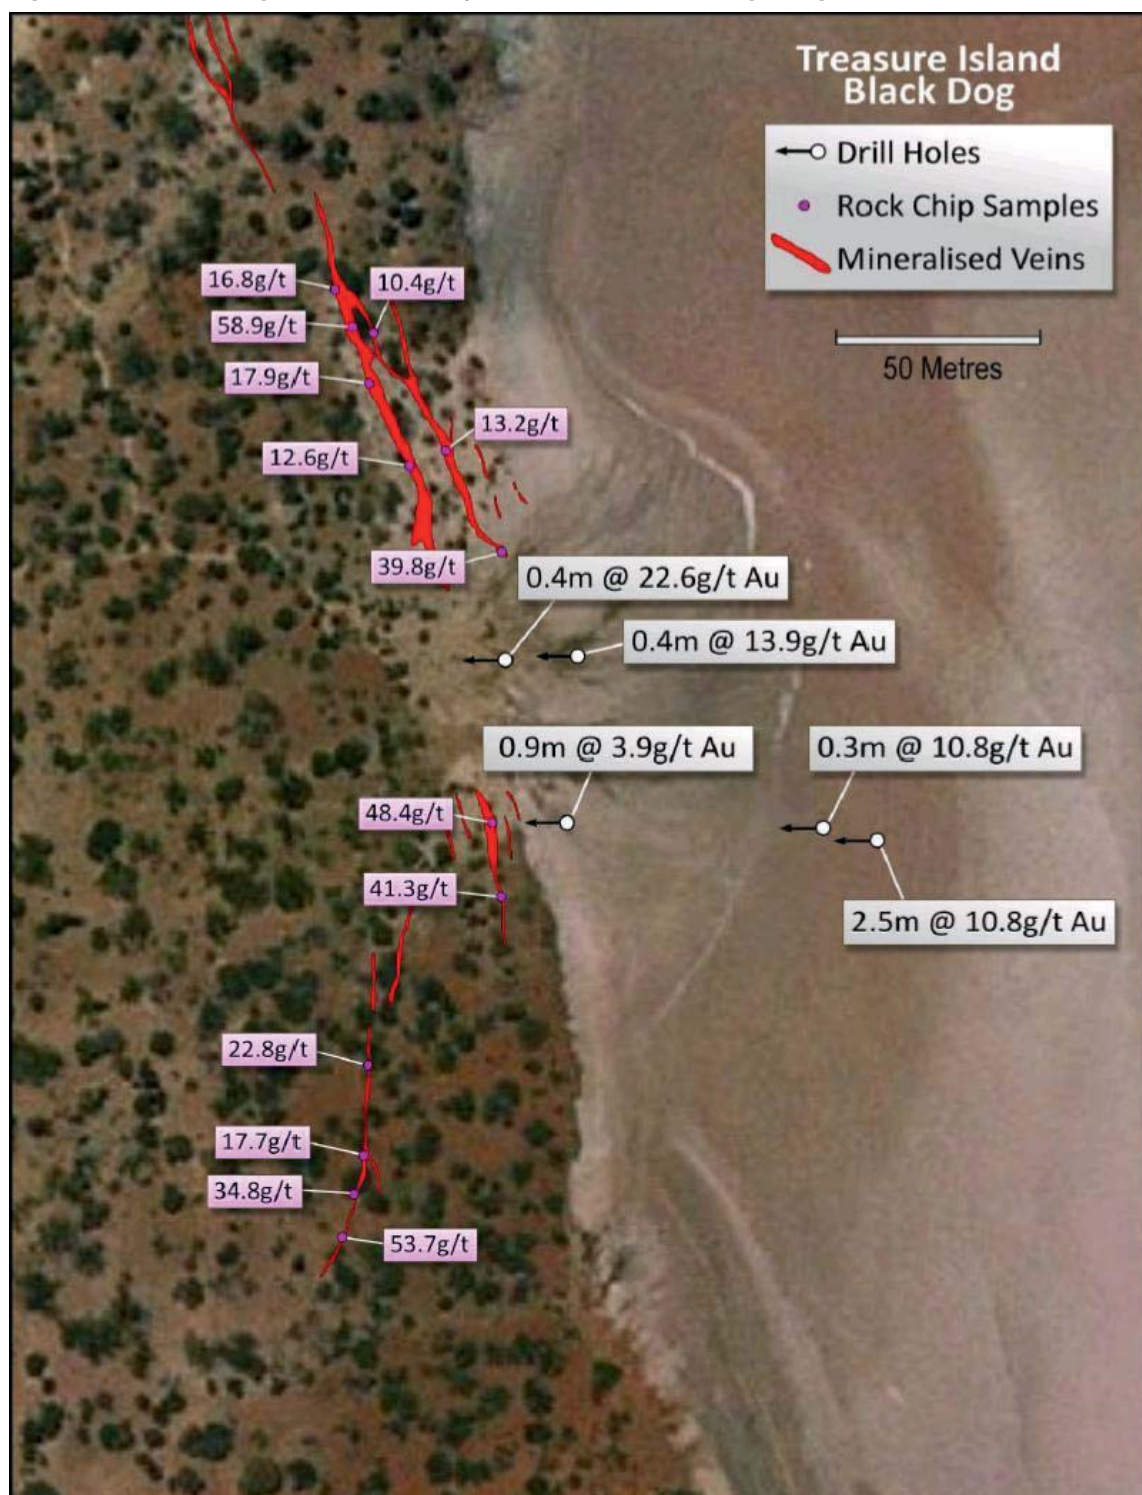 Treasure Island
Black Dog
Drill Holes
Rock Chip Samples
Mineralised Veins
50 Metres
16.8g/t
10.4g/t
58.9g/t
17.9g/t
13.2g/t
12.6g/t
39.8g/t
0.4m @ 22.6g/t Au
0.4m @ 13.9g/t Au
0.9m @ 3.9g/t Au
0.3m @ 10.8g/t Au
48.4g/t
41.3g/t
2.5m @ 10.8g/t Au
22.8g/t
17.7g/t
34.8g/t
53.7g/t